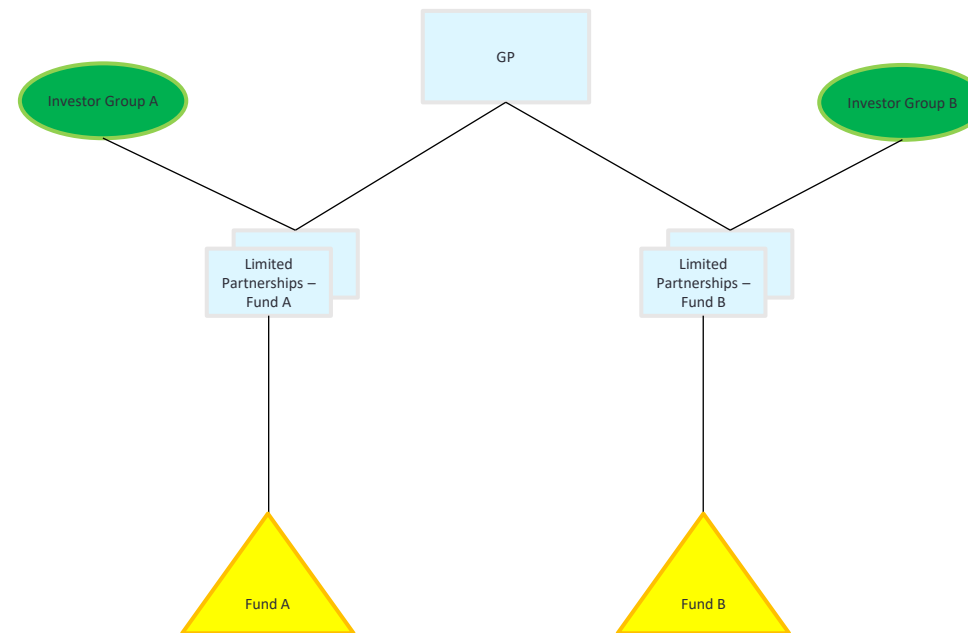 GP
Investor Group A
Investor Group B
Limited
Partnerships –
Fund A
Limited
Partnerships –
Fund B
Fund A
Fund B